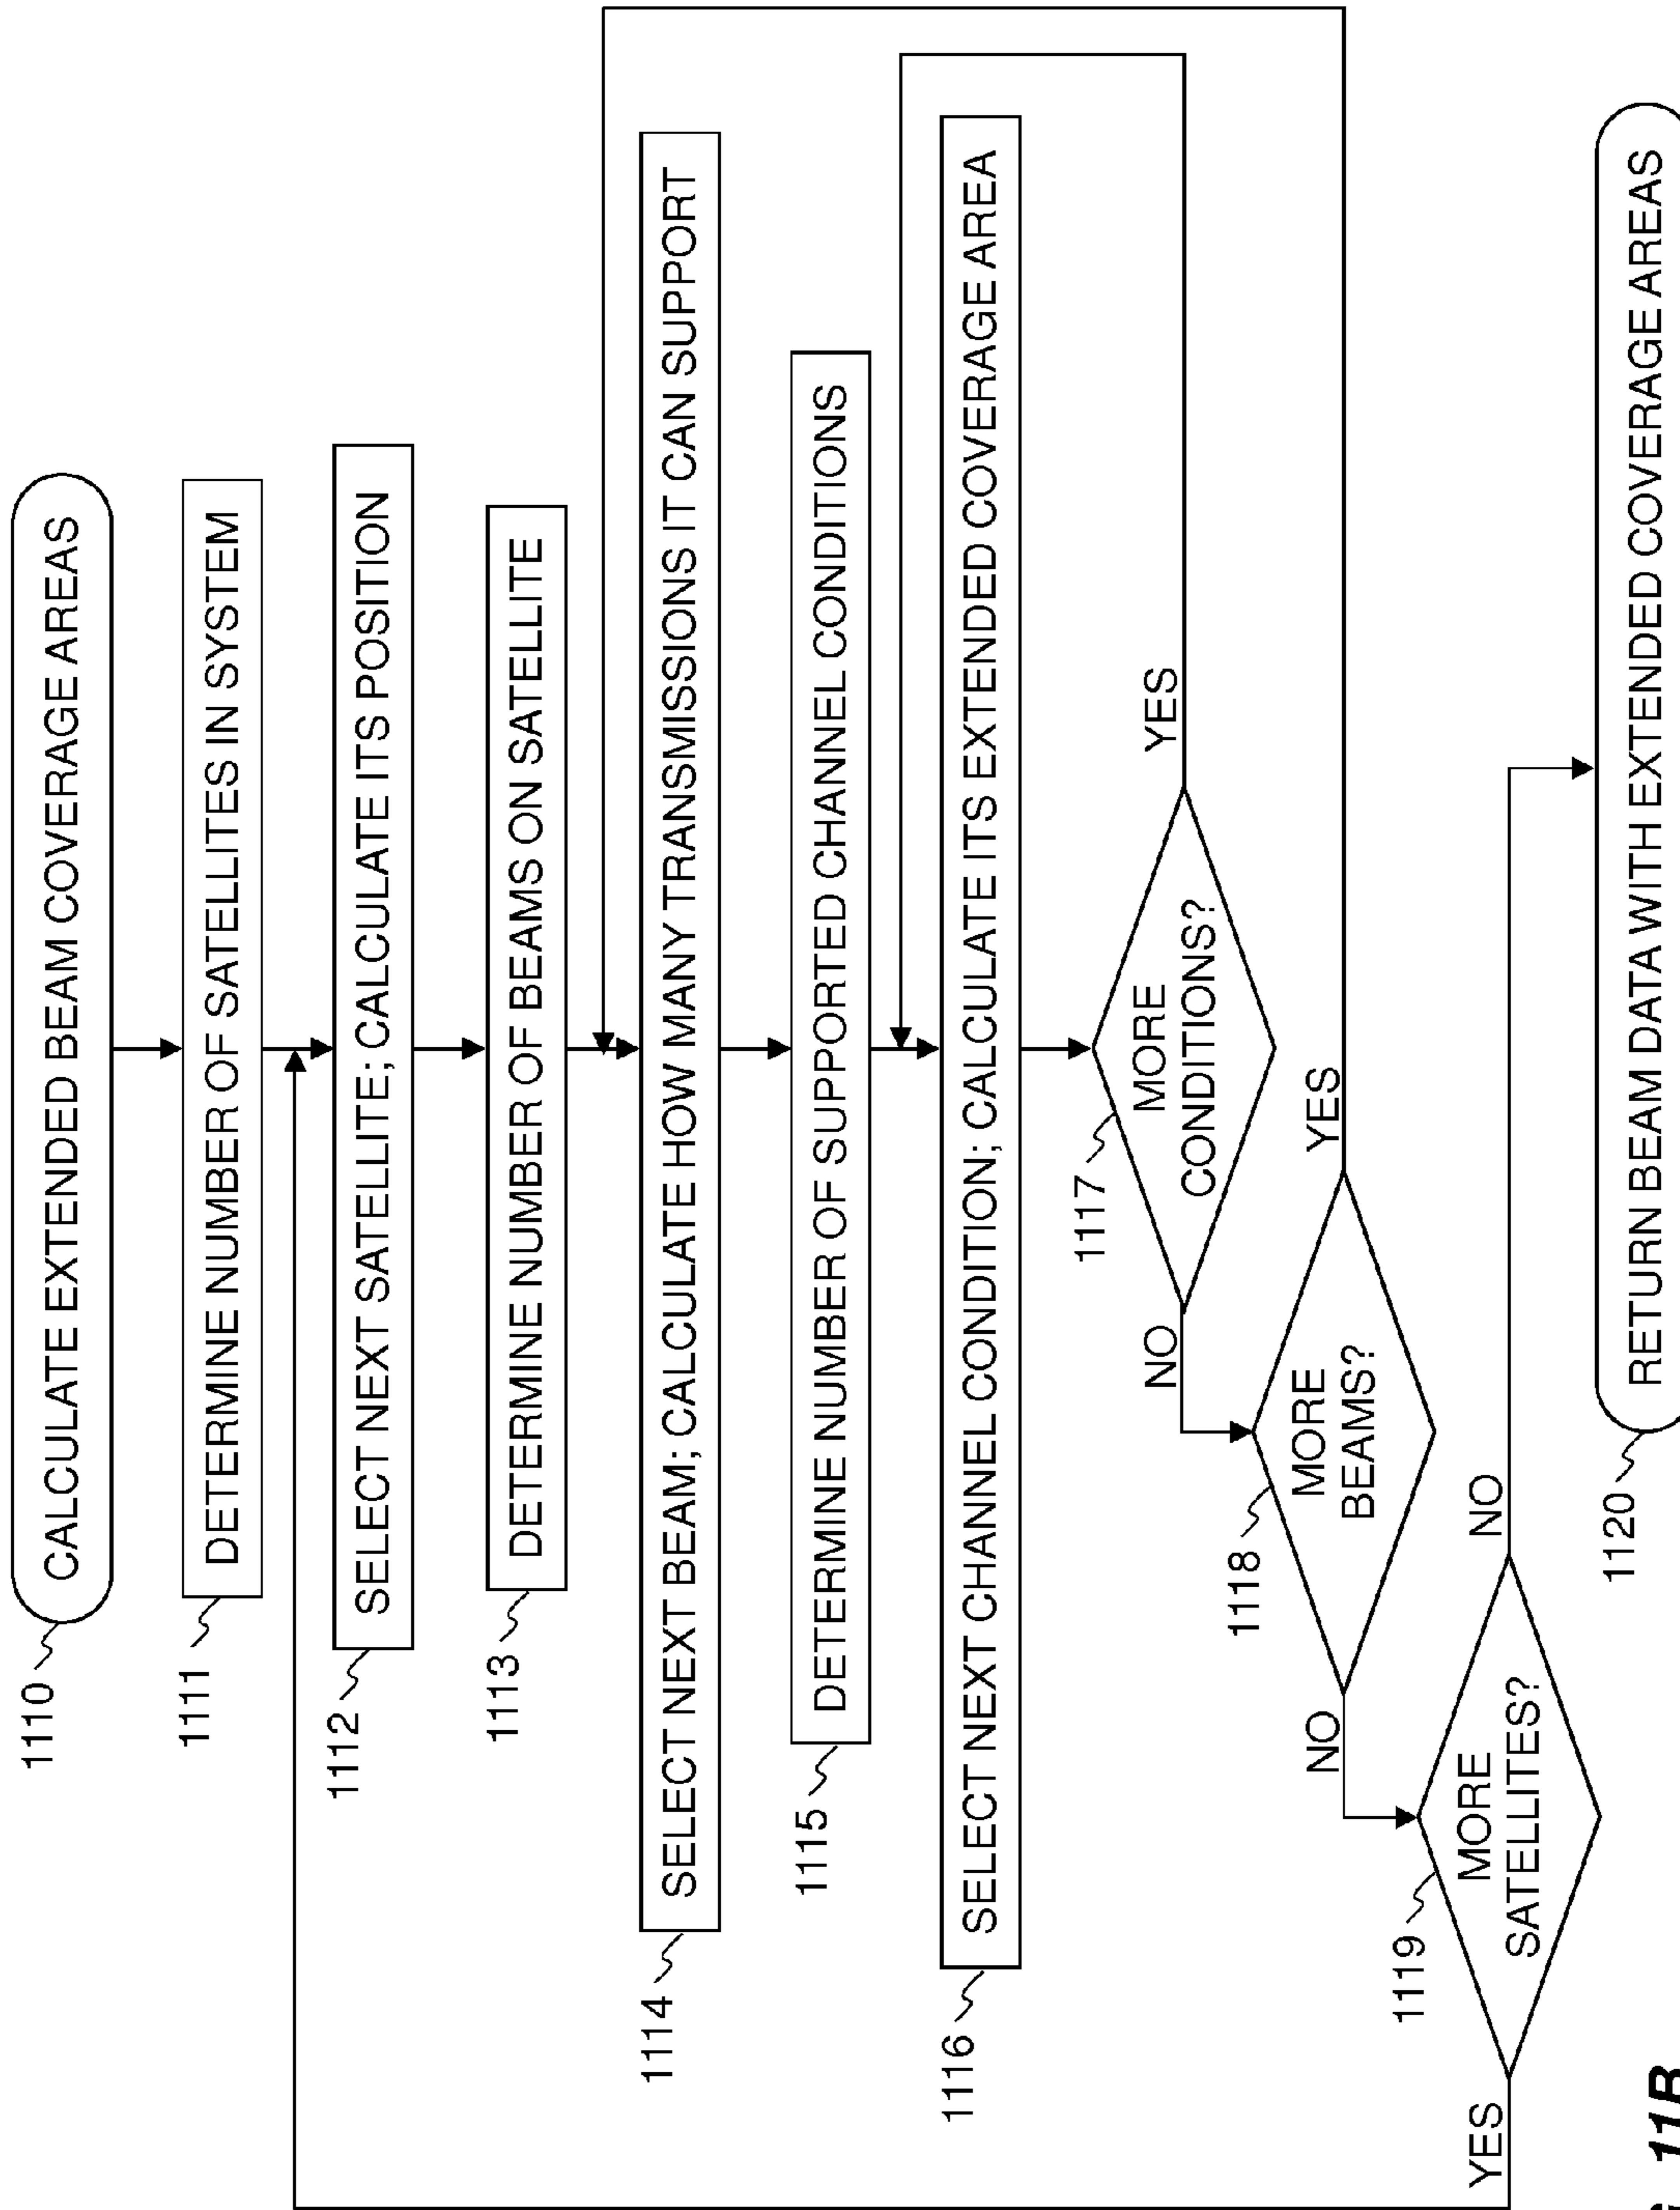 1110
CALCULATE EXTENDED BEAM COVERAGE AREAS
1111
DETERMINE NUMBER OF SATELLITES IN SYSTEM
1112
SELECT NEXT SATELLITE; CALCULATE ITS POSITION
1113
DETERMINE NUMBER OF BEAMS ON SATELLITE
1114
SELECT NEXT BEAM; CALCULATE HOW MANY TRANSMISSIONS IT CAN SUPPORT
1115
DETERMINE NUMBER OF SUPPORTED CHANNEL CONDITIONS
1116
SELECT NEXT CHANNEL CONDITION; CALCULATE ITS EXTENDED COVERAGE AREA
1117
MORE
CONDITIONS?
YES
NO
1118
MORE
BEAMS?
YES
NO
1119
MORE
SATELLITES?
YES
NO
1120
RETURN BEAM DATA WITH EXTENDED COVERAGE AREAS
11B